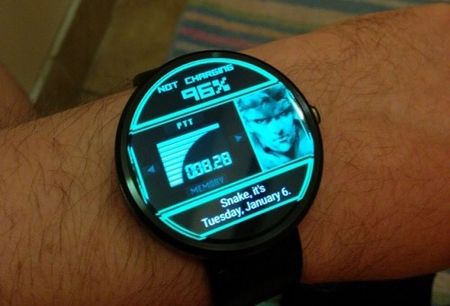 NOT CHARGING
96%
PTT
008.28
MEMORY
Snake, it's
Tuesday, January 6.